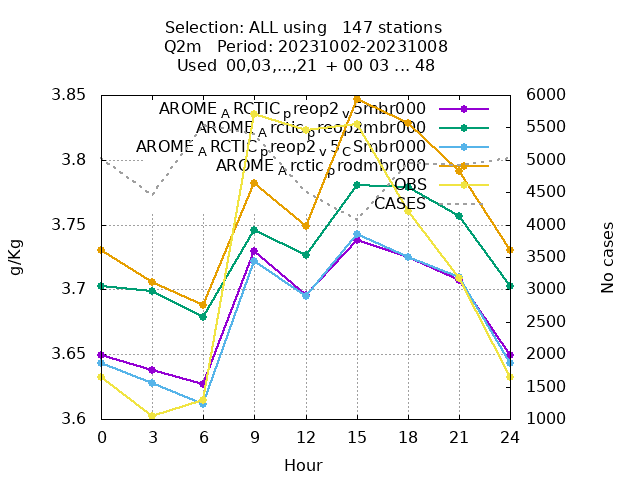 Selection: ALL using 147 stations
Q2m Period: 20231002-20231008
Used 00,03,...,21 + 00 03 ... 48
3.85
3.8
3.75
3.7
3.65
3.6
6000
5500
5000
4500
4000
3500
3000
2500
2000
1500
1000
AROME_ARCTIC_preop2_v5mbr000
AROME_Arctic_preop2mbr000
AROME_ARCTIC_preop2_v5_CSmbr000
AROME_Arctic_prodmbr000
OBS
CASES
g/Kg
No cases
0 3 6 9 12 15 18 21 24
Hour